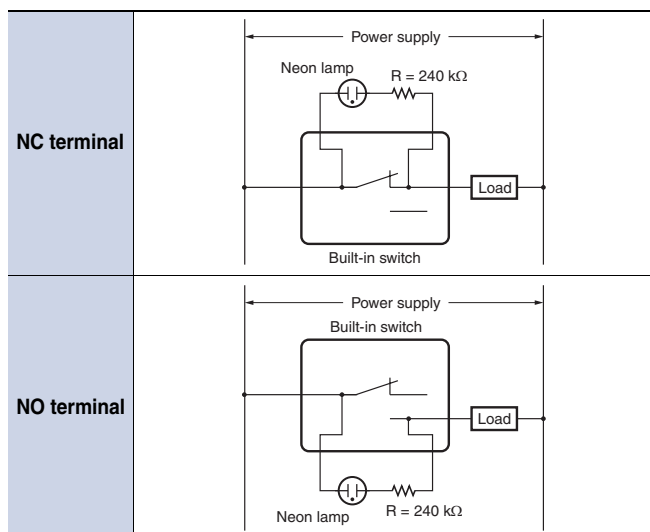 NC terminal
Power supply
Neon lamp
R = 240 kΩ
Load
Built-in switch
NO terminal
Power supply
Built-in switch
Load
Neon lamp
R = 240 kΩ